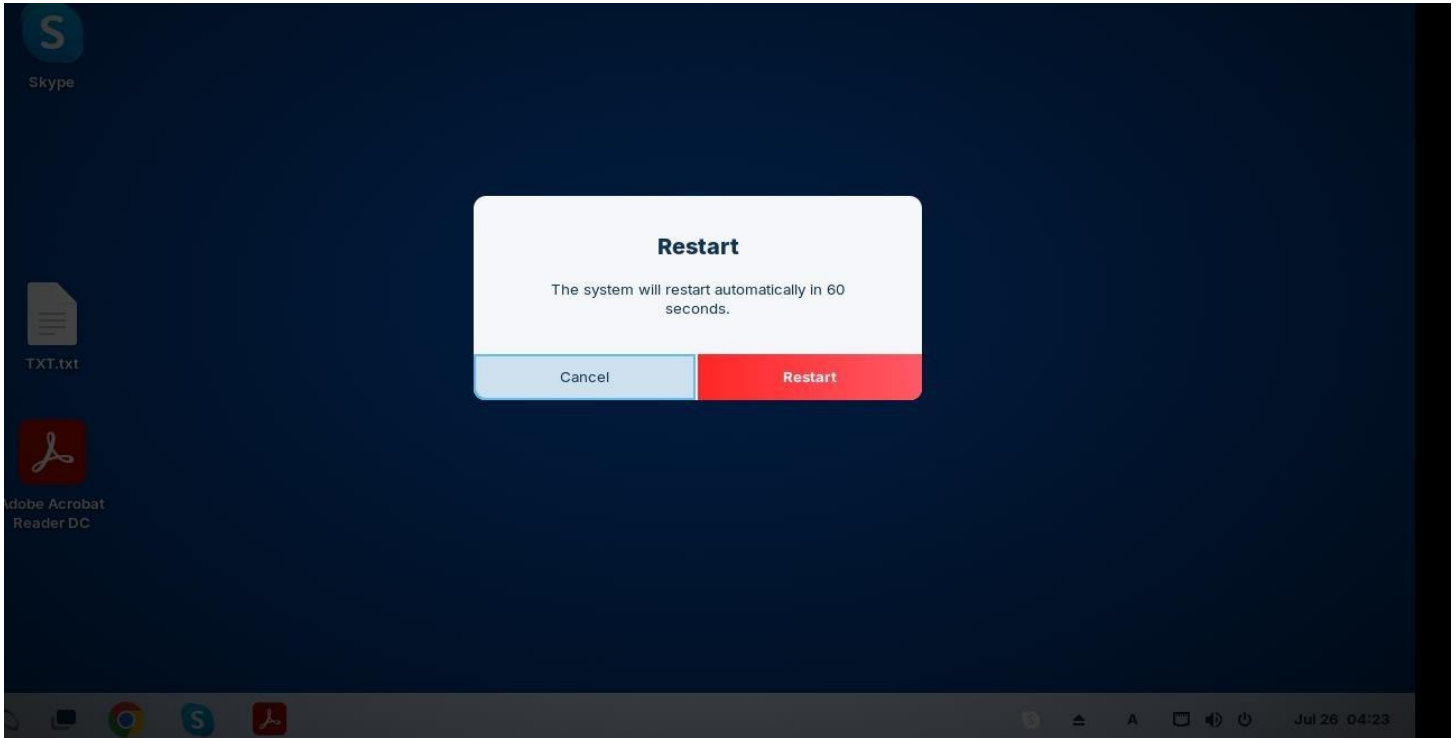 Skype
Restart
The system will restart automatically in 60
seconds.
Cancel
Restart
TXT.txt
Adobe Acrobat
Reader DC
A
Jul 26 04:23